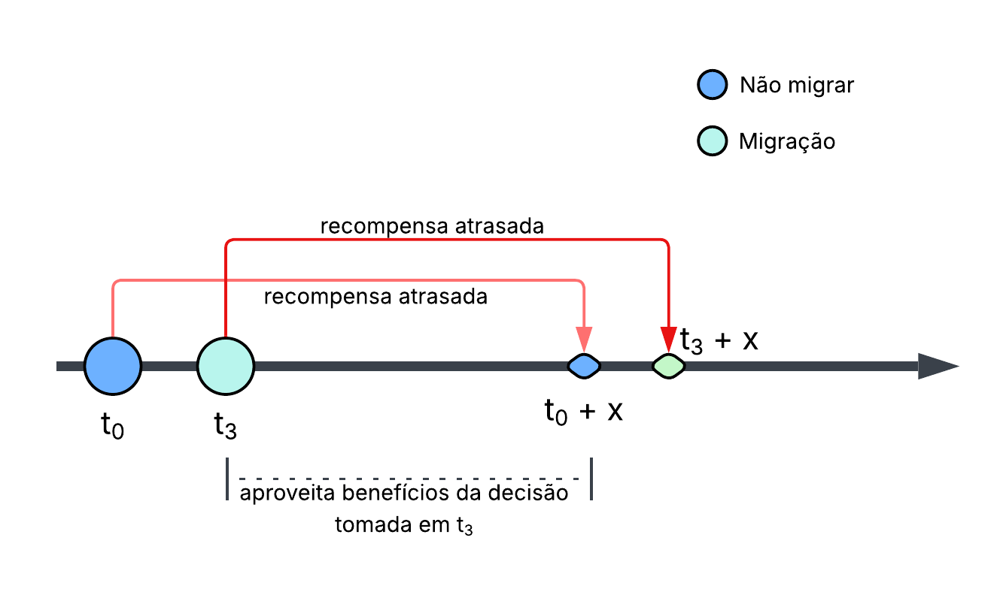 Não migrar
Migração
recompensa atrasada
recompensa atrasada
t₃ + x
t₀ + x
t₀
t₃
aproveita benefícios da decisão
tomada em t₃